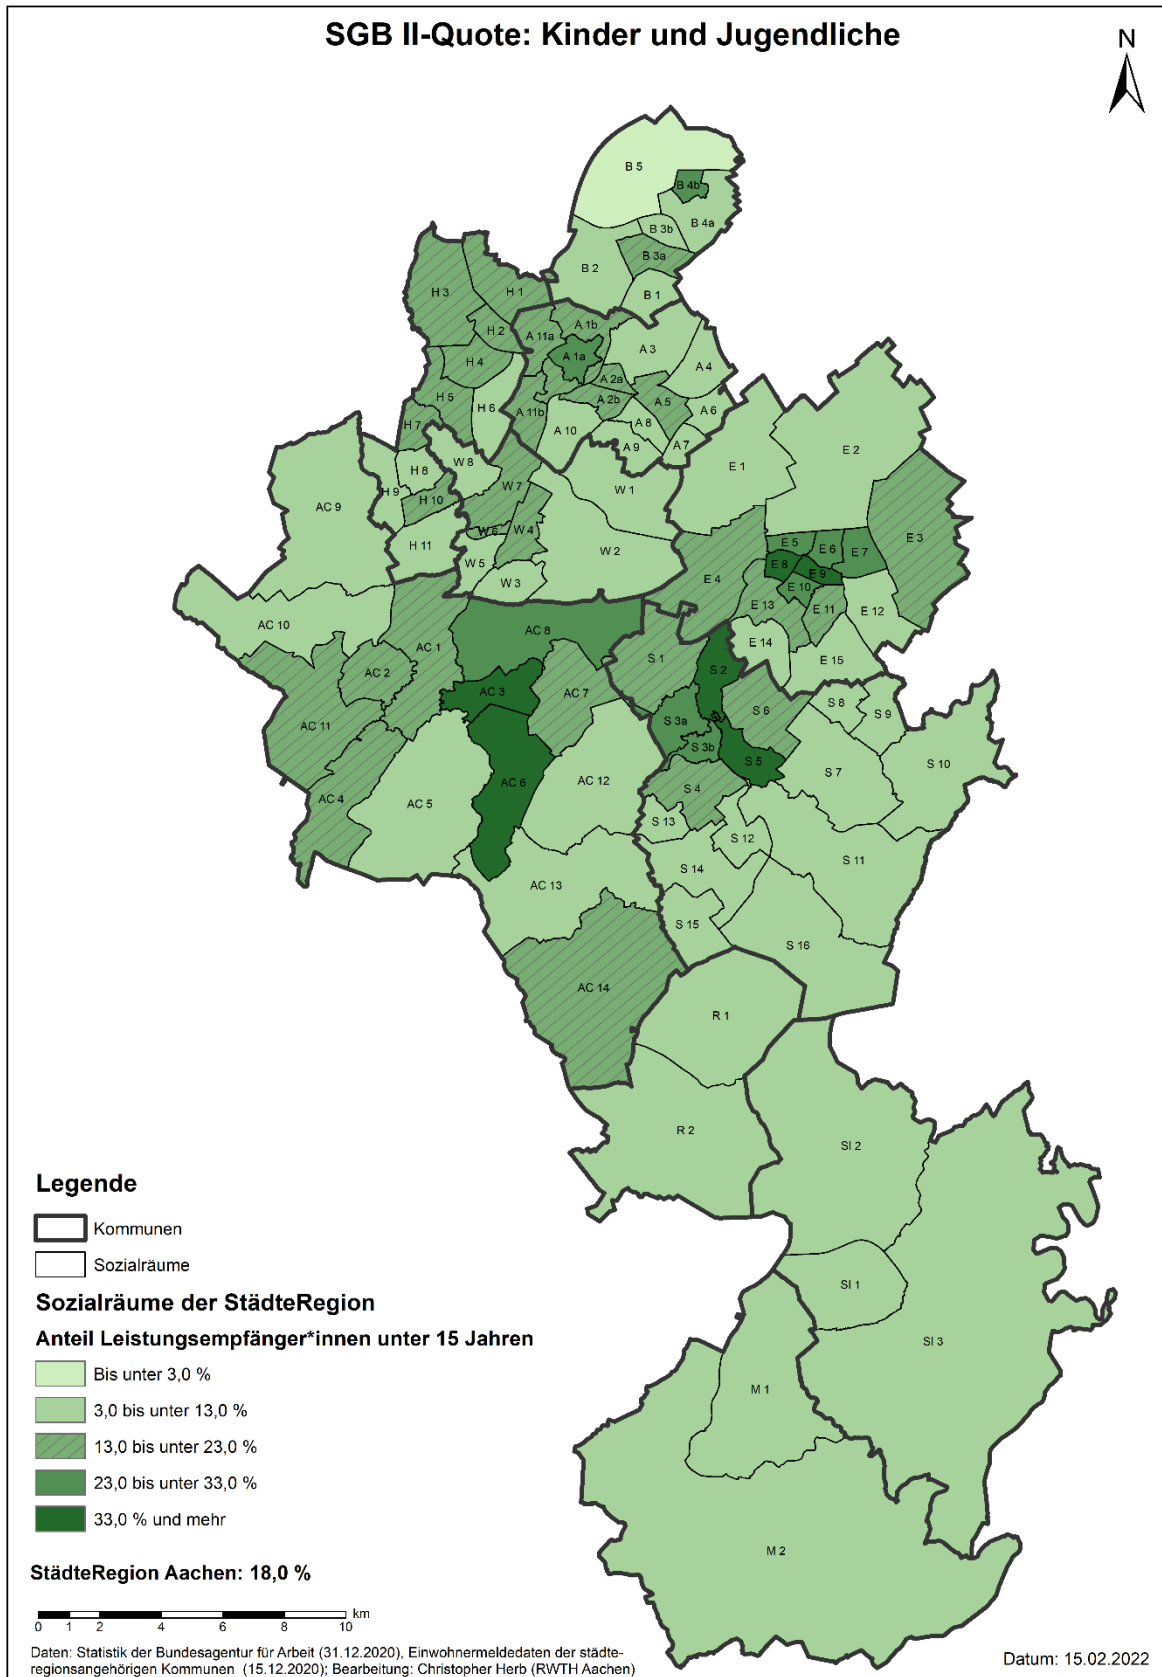 SGB II-Quote: Kinder und Jugendliche
N
B 5
B 4b
B 4a
B 3b
B 3a
B 2
B 1
H 3
H 1
H 2
H 4
H 5
H 6
H 7
H 8
H 9
H 10
H 11
A 11a
A 1b
A 1a
A 3
A 4
A 2a
A 2b
A 5
A 6
A 11b
A 10
A 8
A 9
A 7
W 8
W 7
W 1
W 6
W 4
W 2
W 5
W 3
E 1
E 2
E 3
E 4
E 5
E 6
E 7
E 8
E 9
E 10
E 11
E 12
E 13
E 14
E 15
AC 9
AC 10
AC 1
AC 2
AC 8
AC 3
AC 7
AC 11
AC 4
AC 5
AC 6
AC 12
AC 13
AC 14
S 1
S 2
S 3a
S 3b
S 6
S 5
S 4
S 8
S 9
S 7
S 10
S 13
S 12
S 11
S 14
S 15
S 16
R 1
R 2
SI 2
SI 1
SI 3
M 1
M 2
Legende
Kommunen
Sozialräume
Sozialräume der StädteRegion
Anteil Leistungsempfänger*innen unter 15 Jahren
Bis unter 3,0 %
3,0 bis unter 13,0 %
13,0 bis unter 23,0 %
23,0 bis unter 33,0 %
33,0 % und mehr
StädteRegion Aachen: 18,0 %
km
0 1 2 4 6 8 10
Daten: Statistik der Bundesagentur für Arbeit (31.12.2020), Einwohnermeldedaten der städte-
regionsangehörigen Kommunen (15.12.2020); Bearbeitung: Christopher Herb (RWTH Aachen)
Datum: 15.02.2022